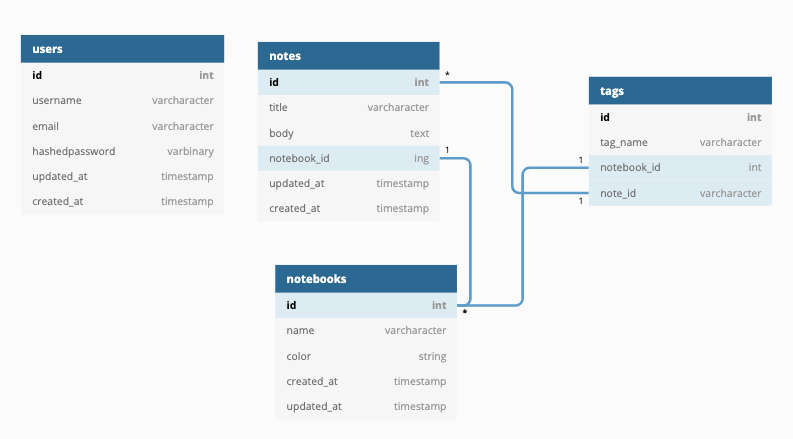 users
id int
username varcharacter
email varcharacter
hashedpassword varbinary
updated_at timestamp
created_at timestamp
notes
id int
title varcharacter
body text
notebook_id ing
updated_at timestamp
created_at timestamp
*
1
tags
id int
tag_name varcharacter
notebook_id int
note_id varcharacter
1
1
notebooks
id int
name varcharacter
color string
created_at timestamp
updated_at timestamp
*